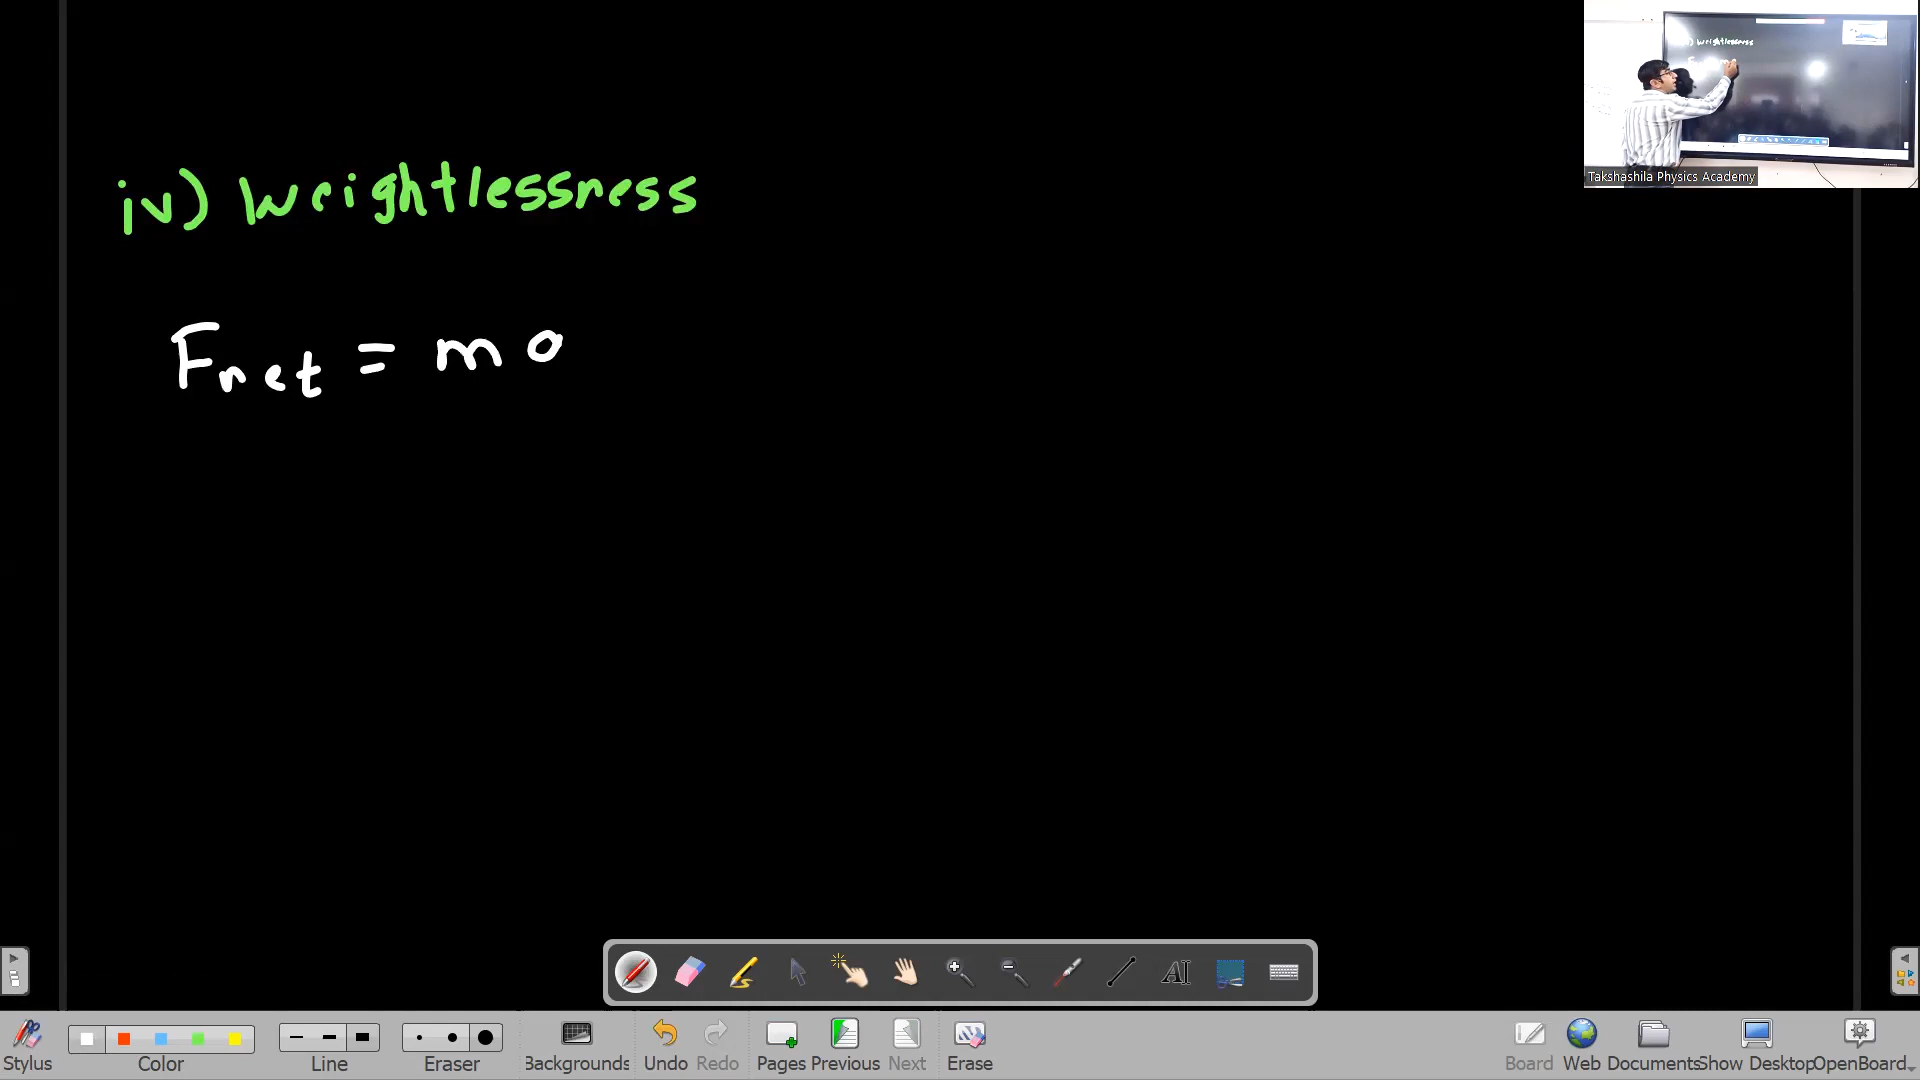 iv) weightlessness
Takshashila Physics Academy
Fnet = m o
Stylus
Color
Line
Eraser
Backgrounds
Undo
Redo
Pages
Previous
Next
Erase
Board
Web
Documents
Show Desktop
OpenBoard